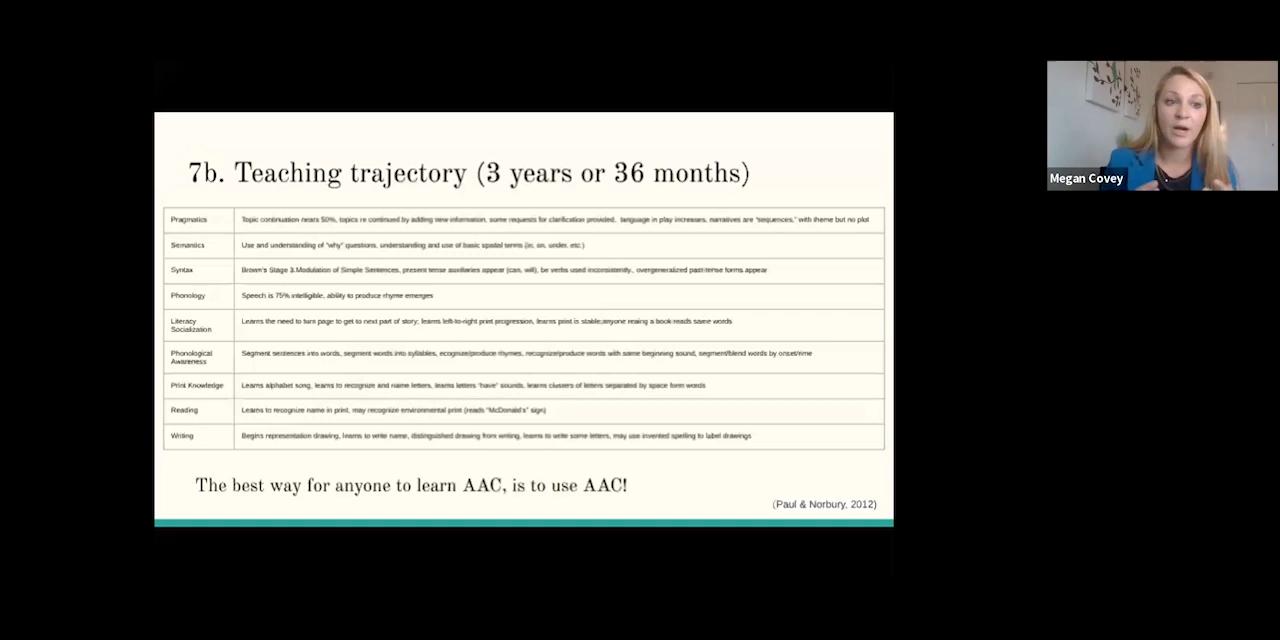 7b. Teaching trajectory (3 years or 36 months)
Pragmatics
Topic continuation nears 50%, topics re continued by adding new information, some requests for clarification provided, language in play increases, narratives are "sequences," with theme but no plot
Semantics
Use and understanding of "why" questions, understanding and use of basic spatial terms (in, on, under, etc.)
Syntax
Brown's Stage 3.Modulation of Simple Sentences, present tense auxiliaries appear (can, will), be verbs used inconsistently., overgeneralized past-tense forms appear
Phonology
Speech is 75% intelligible, ability to produce rhyme emerges
Literacy
Socialization
Learns the need to turn page to get to next part of story; learns left-to-right print progression, learns print is stable;anyone reaing a book reads same words
Phonological
Awareness
Segment sentences into words, segment words into syllables, ecognize/produce rhymes, recognize/produce words with same beginning sound, segment/blend words by onset/rime
Print Knowledge
Learns alphabet song, learns to recognize and name letters, learns letters "have" sounds, learns clusters of letters separated by space form words
Reading
Learns to recognize name in print, may recognize environmental print (reads "McDonald's" sign)
Writing
Begins representation drawing, learns to write name, distinguished drawing from writing, learns to write some letters, may use invented spelling to label drawings
The best way for anyone to learn AAC, is to use AAC!
(Paul & Norbury, 2012)
Megan Covey